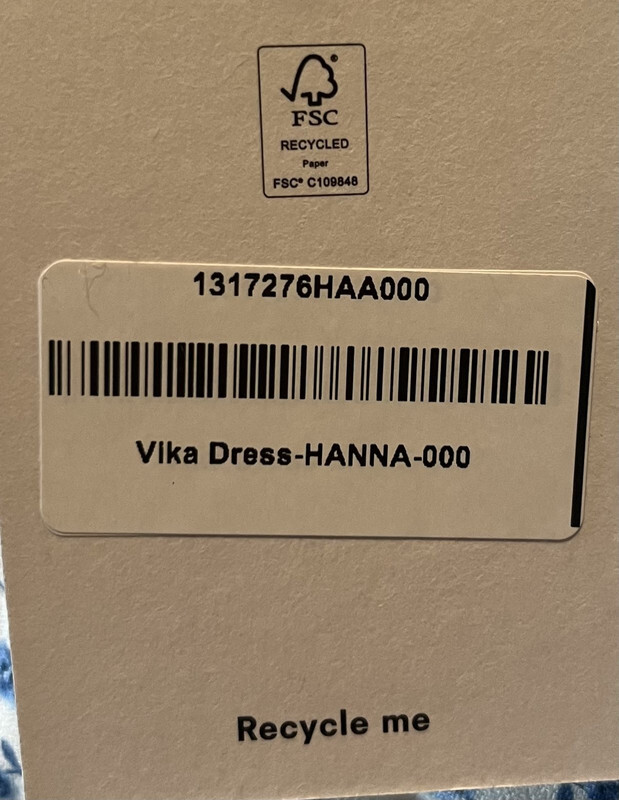 ®
FSC
RECYCLED
Paper
FSC® C109848
1317276HAA000
Vika Dress-HANNA-000
Recycle me